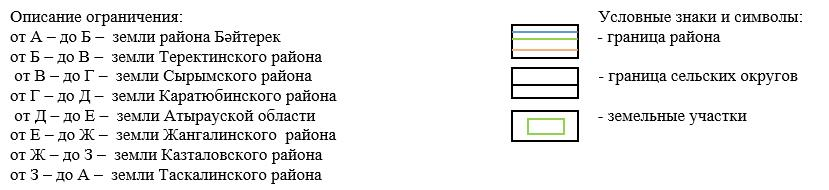 Описание ограничения:
от А – до Б – земли района Бәйтерек
от Б – до В – земли Теректинского района
от В – до Г – земли Сырымского района
от Г – до Д – земли Каратюбинского района
от Д – до Е – земли Атырауской области
от Е – до Ж – земли Жангалинского района
от Ж – до З – земли Казталовского района
от З – до А – земли Таскалинского района
Условные знаки и символы:
- граница района
- граница сельских округов
- земельные участки